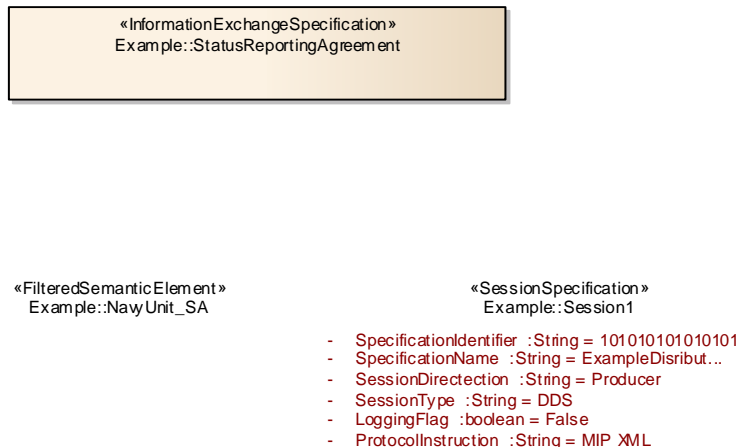 «InformationExchangeSpecification»
Example::StatusReportingAgreement
«FilteredSemanticElement»
Example::NavyUnit_SA
«SessionSpecification»
Example::Session1
- SpecificationIdentifier :String = 101010101010101
- SpecificationName :String = ExampleDisribut...
- SessionDirectection :String = Producer
- SessionType :String = DDS
- LoggingFlag :boolean = False
- ProtocolInstruction :String = MIP XML